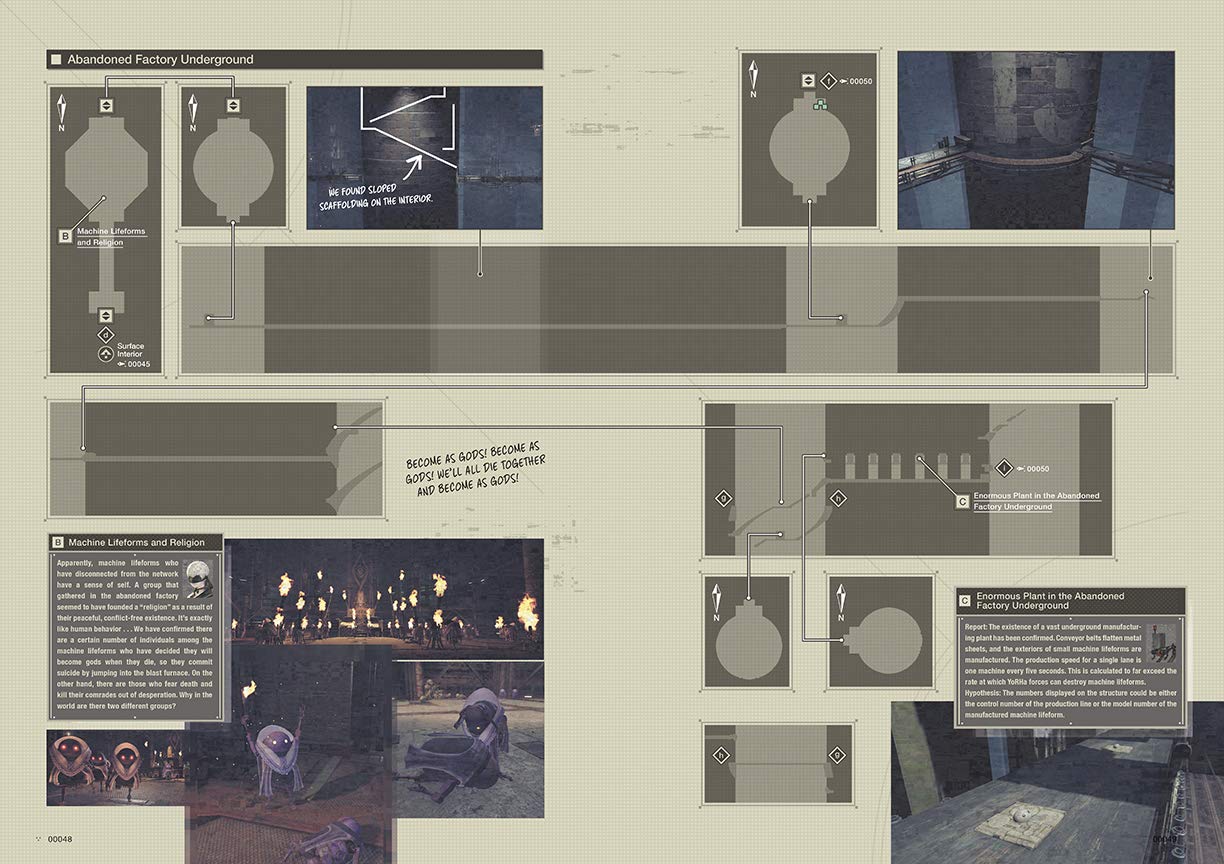 Abandoned Factory Underground
N
N
B
Machine Lifeforms
and Religion
d
Surface
Interior
00045
WE FOUND SLOPED
SCAFFOLDING ON THE INTERIOR.
N
f
00050
BECOME AS GODS! BECOME AS
GODS! WE'LL ALL DIE TOGETHER
AND BECOME AS GODS!
g
h
i
00050
C
Enormous Plant in the Abandoned
Factory Underground
N
N
h
g
B Machine Lifeforms and Religion
Apparently, machine lifeforms who
have disconnected from the network
have a sense of self. A group that
gathered in the abandoned factory
seemed to have founded a “religion” as a result of
their peaceful, conflict-free existence. It's exactly
like human behavior . . . We have confirmed there
are a certain number of individuals among the
machine lifeforms who have decided they will
become gods when they die, so they commit
suicide by jumping into the blast furnace. On the
other hand, there are those who fear death and
kill their comrades out of desperation. Why in the
world are there two different groups?
C Enormous Plant in the Abandoned
Factory Underground
Report: The existence of a vast underground manufactur-
ing plant has been confirmed. Conveyor belts flatten metal
sheets, and the exteriors of small machine lifeforms are
manufactured. The production speed for a single lane is
one machine every five seconds. This is calculated to far exceed the
rate at which YoRHa forces can destroy machine lifeforms.
Hypothesis: The numbers displayed on the structure could be either
the control number of the production line or the model number of the
manufactured machine lifeform.
00048
00049